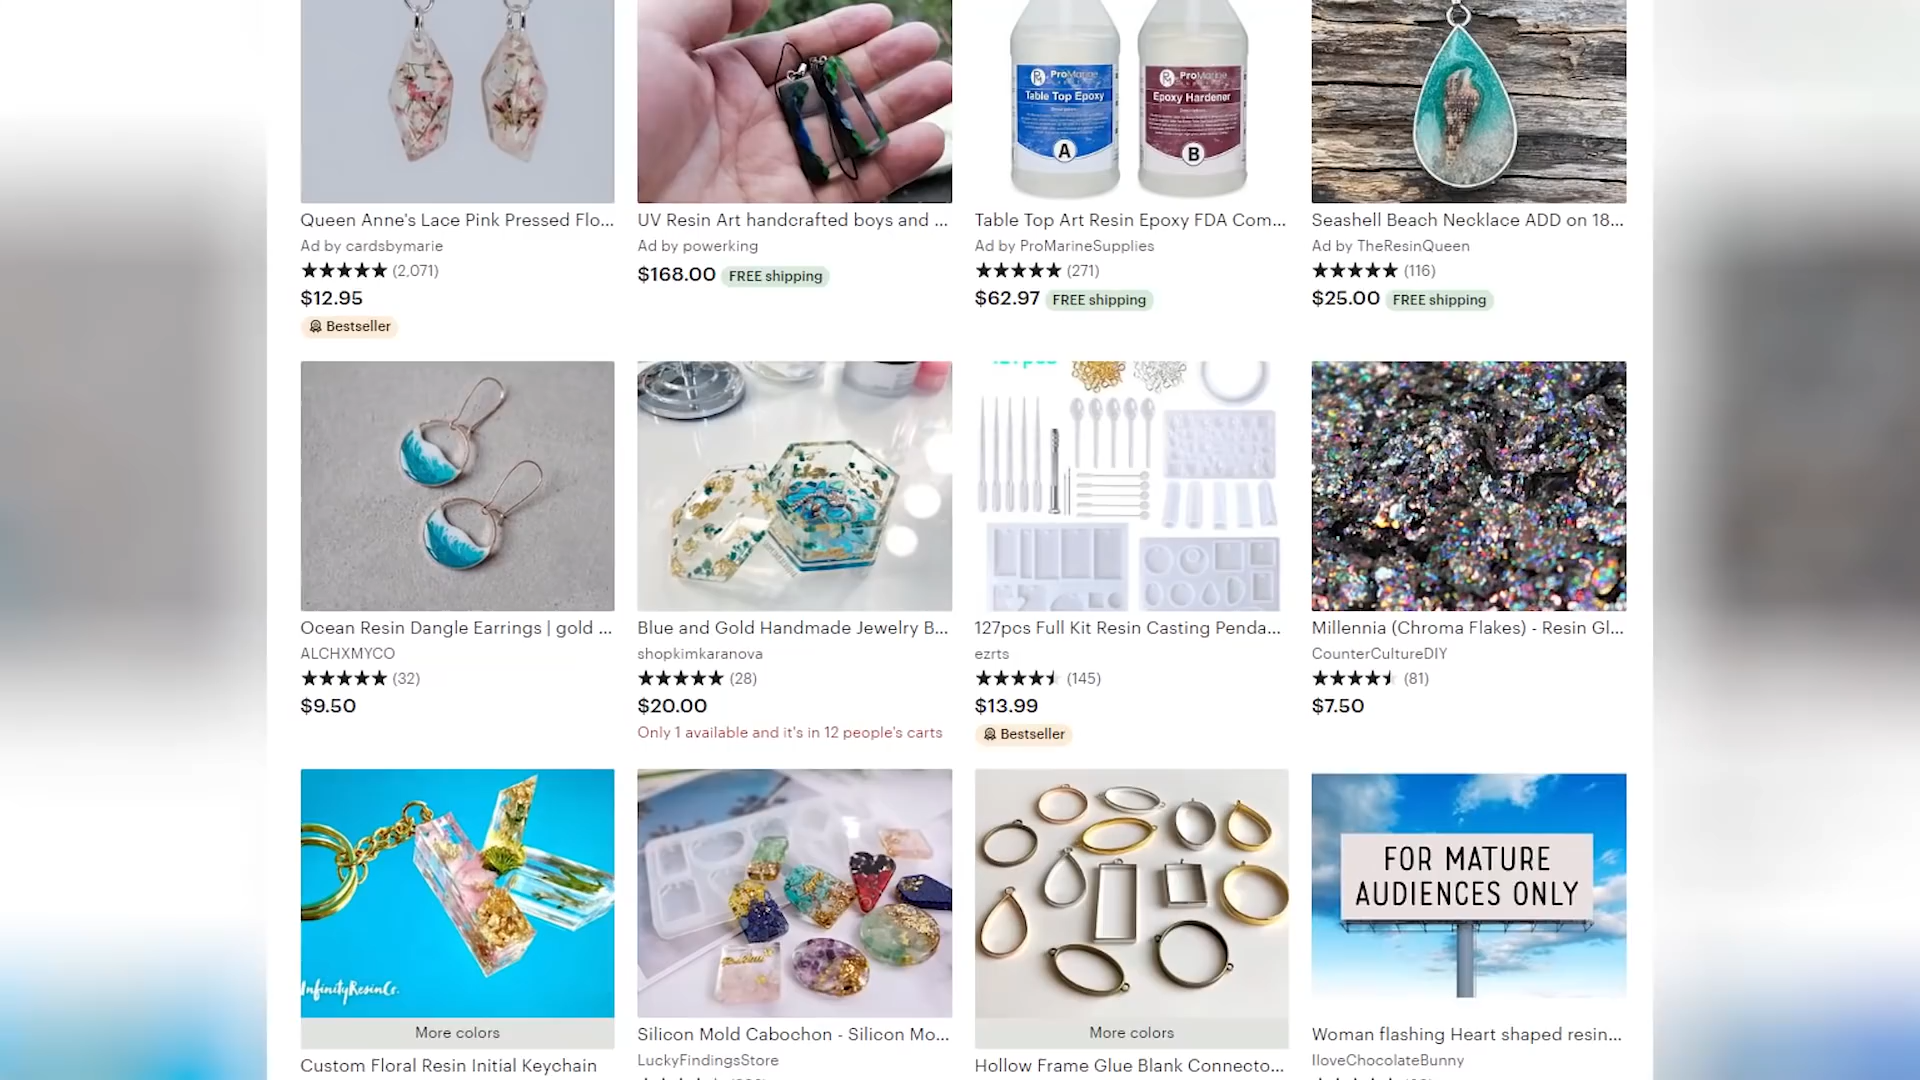 ProMarine
Table Top Epoxy
A
ProMarine
Epoxy Hardener
B
Queen Anne's Lace Pink Pressed Flo...
Ad by cardsbymarie
(2,071)
$12.95
Bestseller
UV Resin Art handcrafted boys and ...
Ad by powerking
$168.00 FREE shipping
Table Top Art Resin Epoxy FDA Com...
Ad by ProMarineSupplies
(271)
$62.97 FREE shipping
Seashell Beach Necklace ADD on 18...
Ad by TheResinQueen
(116)
$25.00 FREE shipping
Ocean Resin Dangle Earrings | gold ...
ALCHXMYCO
(32)
$9.50
Blue and Gold Handmade Jewelry B...
shopkimkaranova
(28)
$20.00
Only 1 available and it's in 12 people's carts
127pcs Full Kit Resin Casting Penda...
ezrts
(145)
$13.99
Bestseller
Millennia (Chroma Flakes) - Resin Gl...
CounterCultureDIY
(81)
$7.50
InfinityResinCo.
More colors
Custom Floral Resin Initial Keychain
Silicon Mold Cabochon - Silicon Mo...
LuckyFindingsStore
More colors
Hollow Frame Glue Blank Connecto...
FOR MATURE
AUDIENCES ONLY
Woman flashing Heart shaped resin...
IloveChocolateBunny